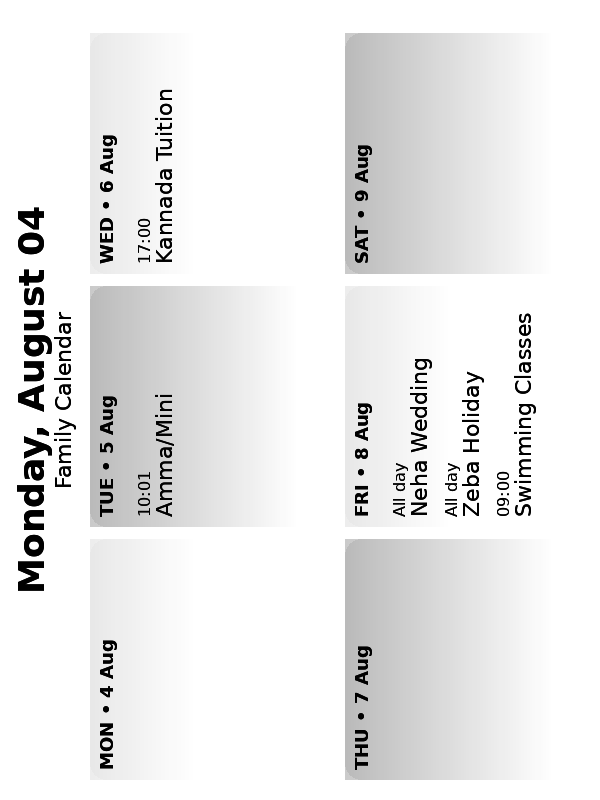 Monday, August 04
Family Calendar
MON • 4 Aug
TUE • 5 Aug
10:01
Amma/Mini
WED • 6 Aug
17:00
Kannada Tuition
THU • 7 Aug
FRI • 8 Aug
All day
Neha Wedding
All day
Zeba Holiday
09:00
Swimming Classes
SAT • 9 Aug